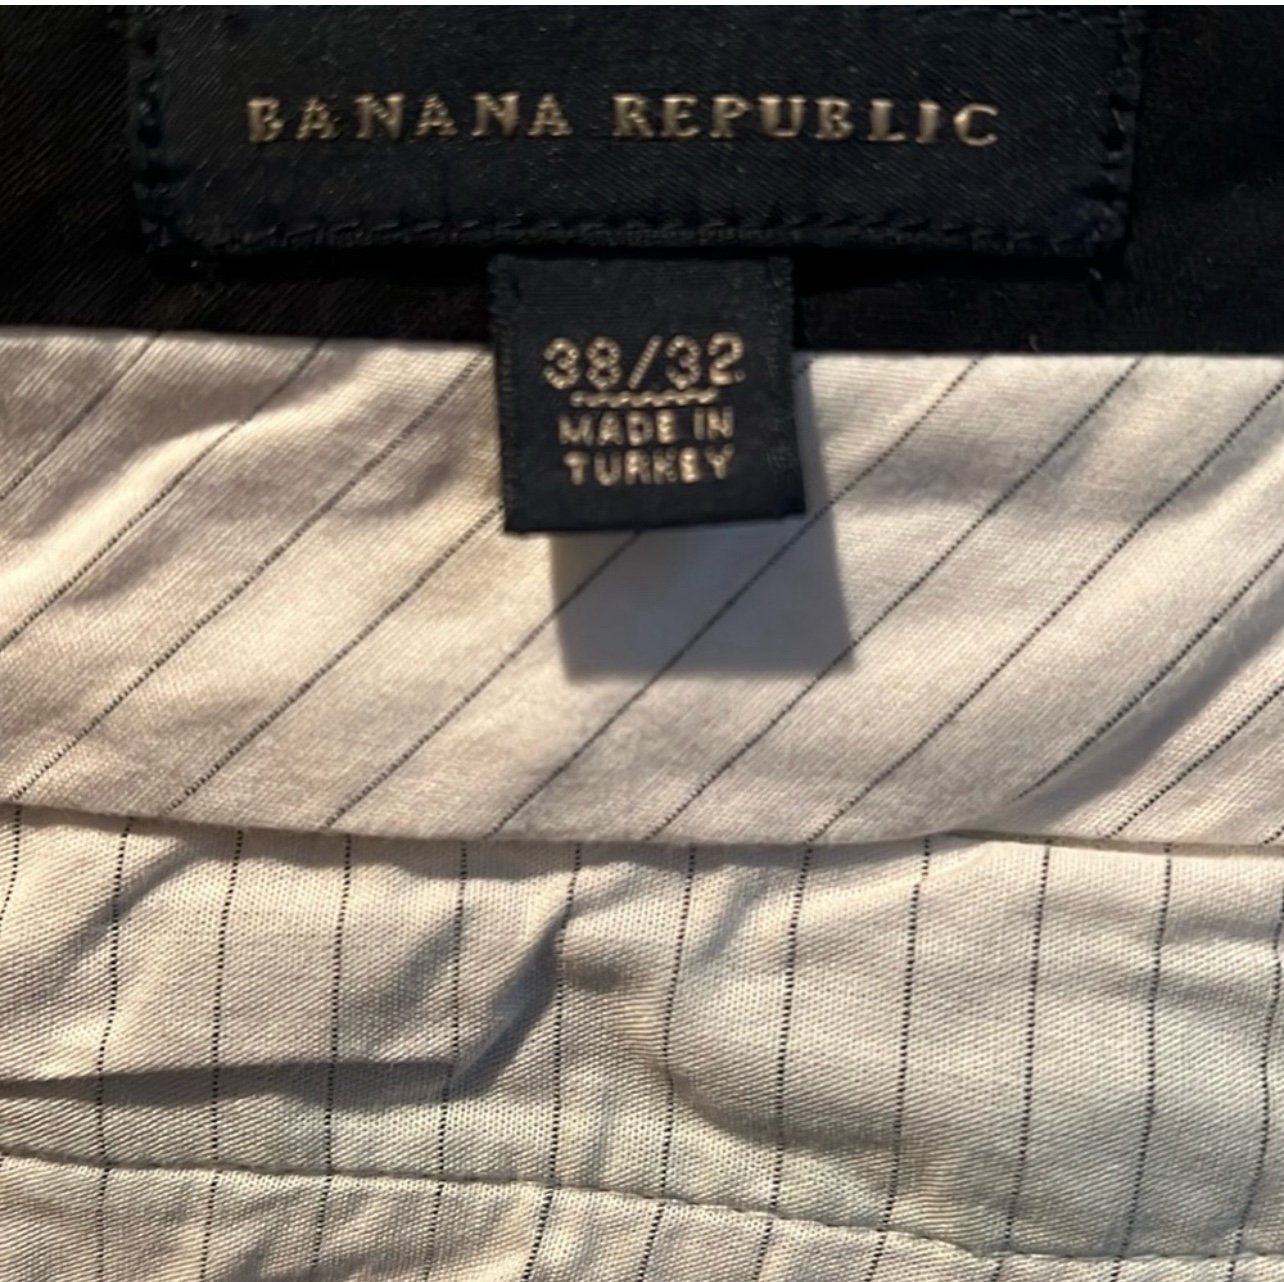 BANANA REPUBLIC
38/32
MADE IN
TURKEY